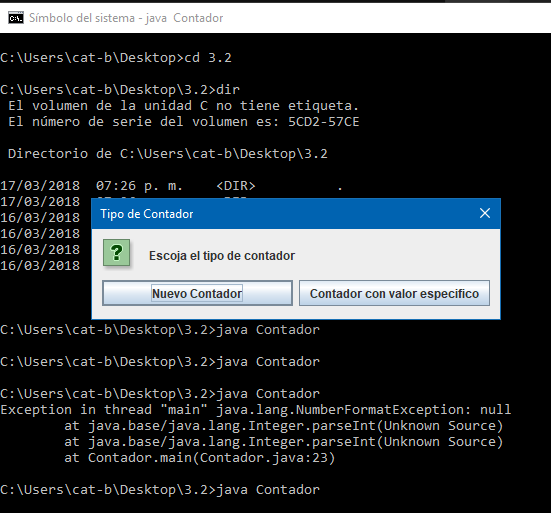 Símbolo del sistema - java Contador
C:\Users\cat-b\Desktop>cd 3.2
C:\Users\cat-b\Desktop\3.2>dir
El volumen de la unidad C no tiene etiqueta.
El número de serie del volumen es: 5CD2-57CE
Directorio de C:\Users\cat-b\Desktop\3.2
17/03/2018 07:26 p. m. <DIR> .
17/03/2018
16/03/2018
16/03/2018
16/03/2018
16/03/2018
Tipo de Contador
Escoja el tipo de contador
Nuevo Contador Contador con valor especifico
C:\Users\cat-b\Desktop\3.2>java Contador
C:\Users\cat-b\Desktop\3.2>java Contador
C:\Users\cat-b\Desktop\3.2>java Contador
Exception in thread "main" java.lang.NumberFormatException: null
at java.base/java.lang.Integer.parseInt(Unknown Source)
at java.base/java.lang.Integer.parseInt(Unknown Source)
at Contador.main(Contador.java:23)
C:\Users\cat-b\Desktop\3.2>java Contador